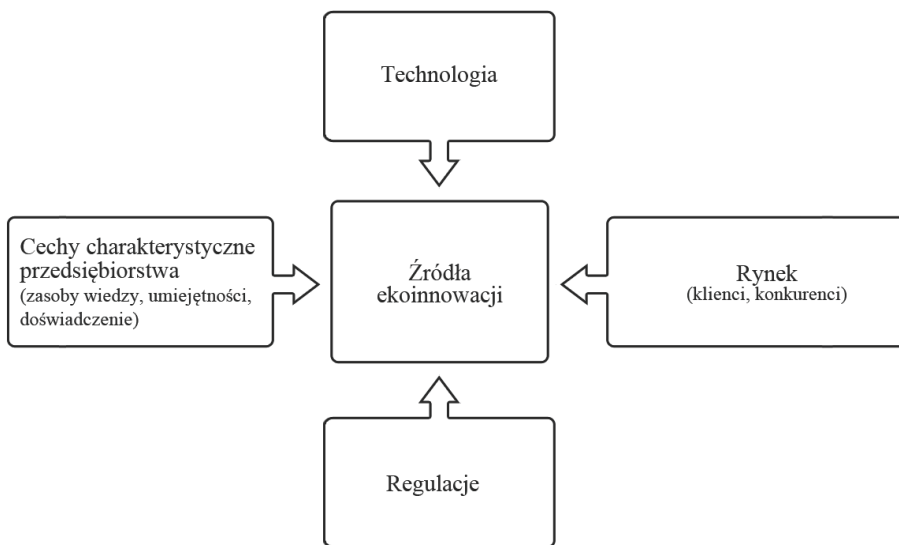 Technologia
Cechy charakterystyczne
przedsiębiorstwa
(zasoby wiedzy, umiejętności,
doświadczenie)
Źródła
ekoinnowacji
Rynek
(klienci, konkurenci)
Regulacje